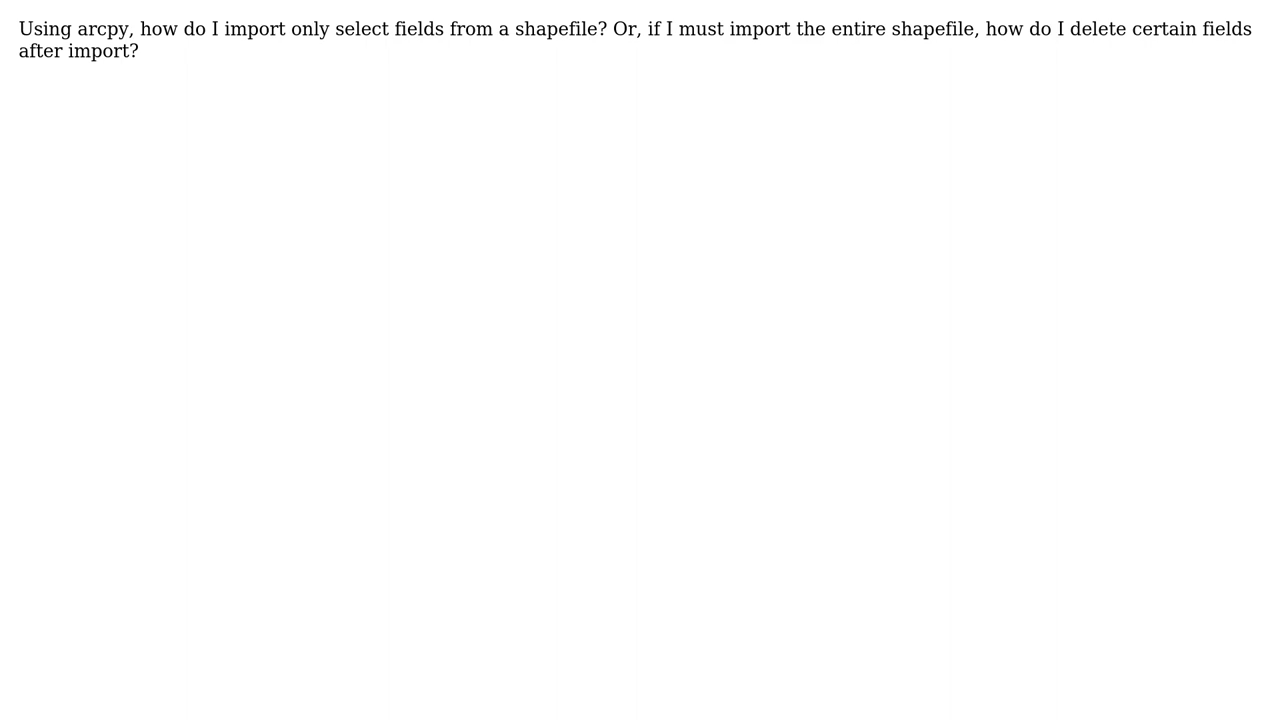 Using arcpy, how do I import only select fields from a shapefile? Or, if I must import the entire shapefile, how do I delete certain fields
after import?